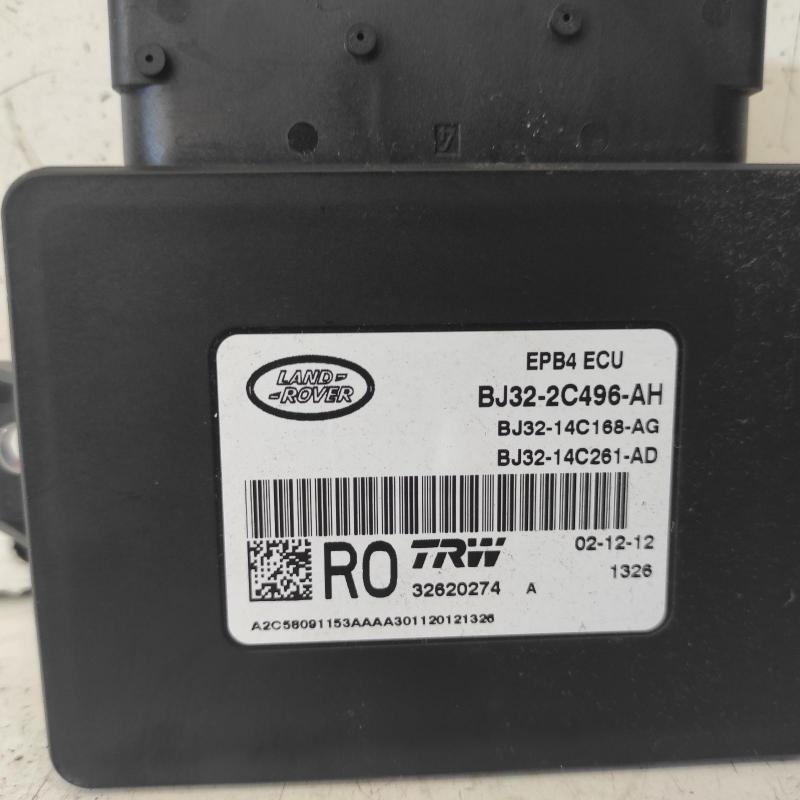 4
LAND-
-ROVER
EPB4 ECU
BJ32-2C496-AH
BJ32-14C168-AG
BJ32-14C261-AD
RO TRW 02-12-12
32620274 A 1326
A2C58091153AAAA301120121326